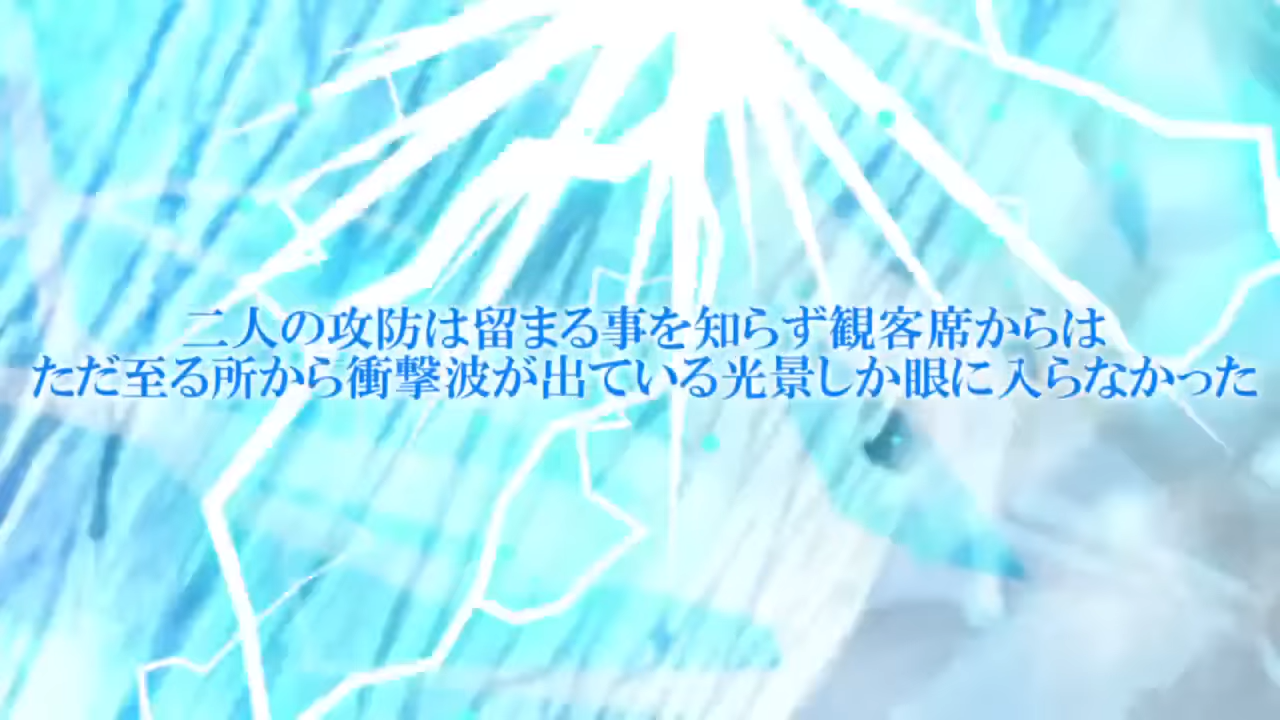 二人の攻防は留まる事を知らず観客席からは
ただ至る所から衝撃波が出ている光景しか眼に入らなかった